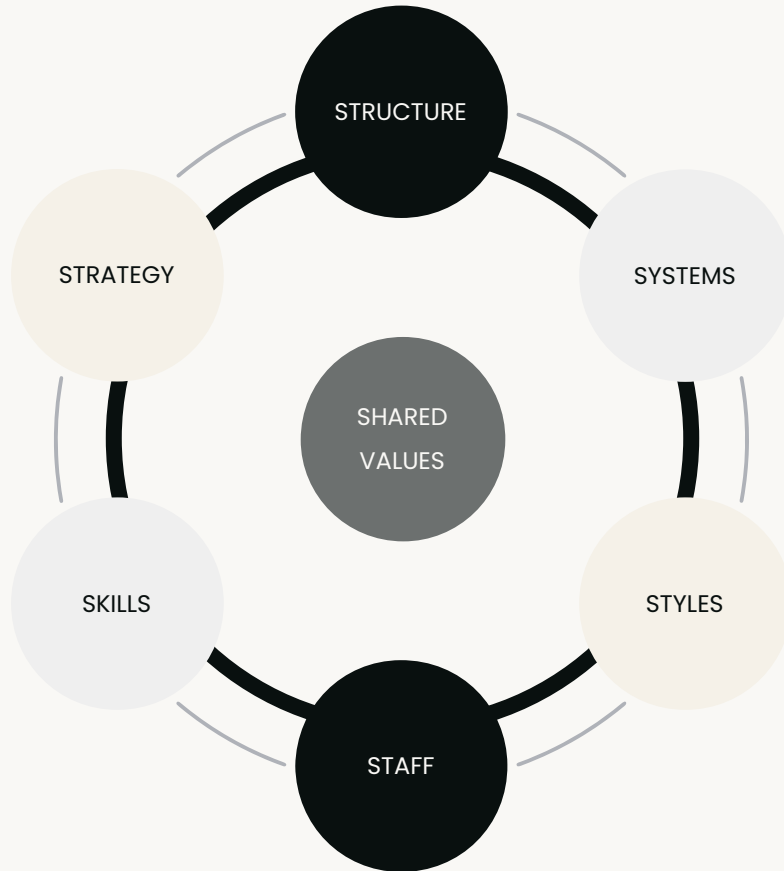 STRUCTURE
STRATEGY
SYSTEMS
SHARED
VALUES
SKILLS
STYLES
STAFF